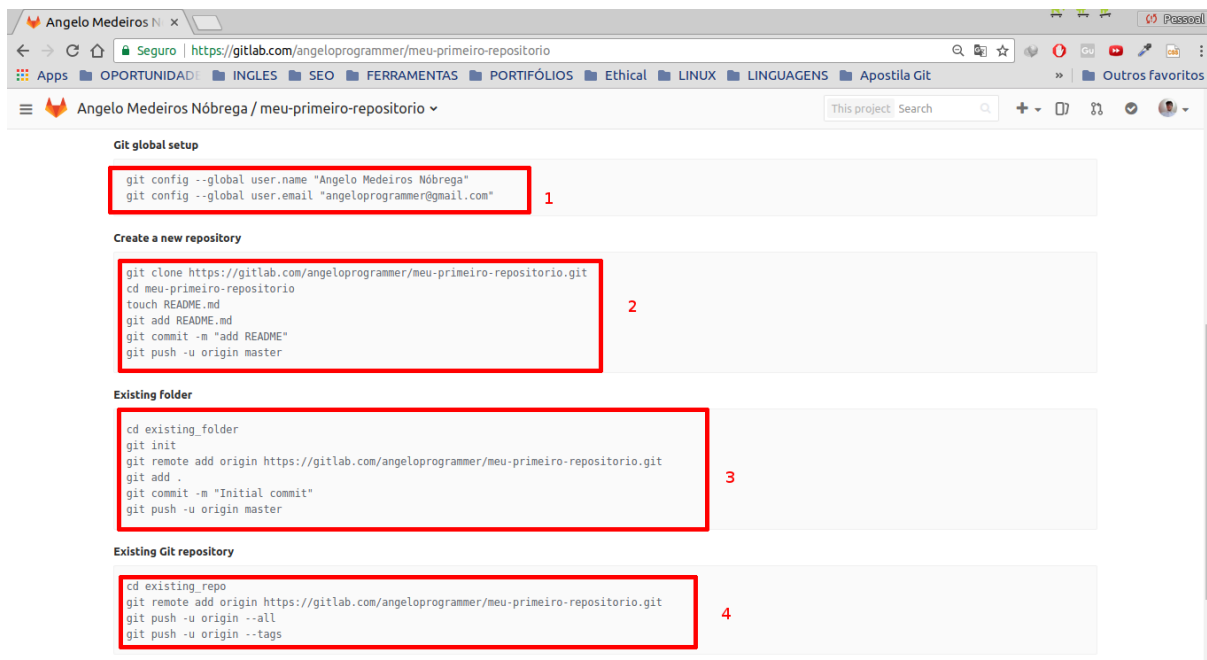 Angelo Medeiros N
Pessoal
Seguro | https://gitlab.com/angeloprogrammer/meu-primeiro-repositorio
Apps OPORTUNIDADE INGLES SEO FERRAMENTAS PORTIFÓLIOS Ethical LINUX LINGUAGENS Apostila Git » Outros favoritos
Angelo Medeiros Nóbrega / meu-primeiro-repositorio
This project Search
Git global setup
git config --global user.name "Angelo Medeiros Nóbrega"
git config --global user.email "angeloprogrammer@gmail.com"
1
Create a new repository
git clone https://gitlab.com/angeloprogrammer/meu-primeiro-repositorio.git
cd meu-primeiro-repositorio
touch README.md
git add README.md
git commit -m "add README"
git push -u origin master
2
Existing folder
cd existing_folder
git init
git remote add origin https://gitlab.com/angeloprogrammer/meu-primeiro-repositorio.git
git add .
git commit -m "Initial commit"
git push -u origin master
3
Existing Git repository
cd existing_repo
git remote add origin https://gitlab.com/angeloprogrammer/meu-primeiro-repositorio.git
git push -u origin --all
git push -u origin --tags
4